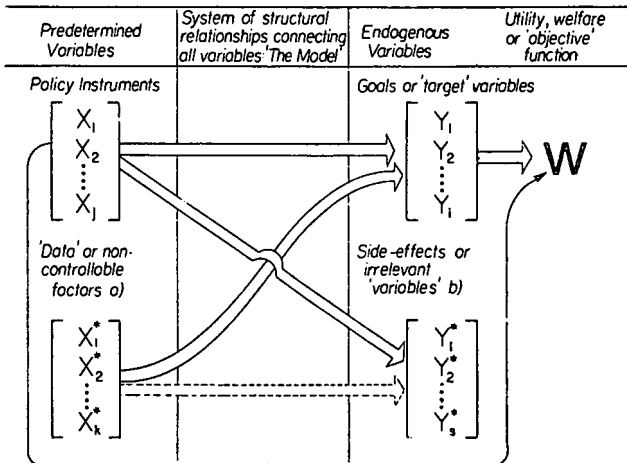 Predetermined
Variables
System of structural
relationships connecting
all variables:'The Model'
Endogenous
Variables
Utility, welfare
or 'objective'
function
Policy Instruments
X₁
X₂
X₁
Goals or 'target' variables
Y₁
Y₂
Yᵢ
W
'Data' or non-
controllable
factors a)
X₁*
X₂*
Xₖ*
Side-effects or
irrelevant
'variables' b)
Y₁*
Y₂*
Yₛ*